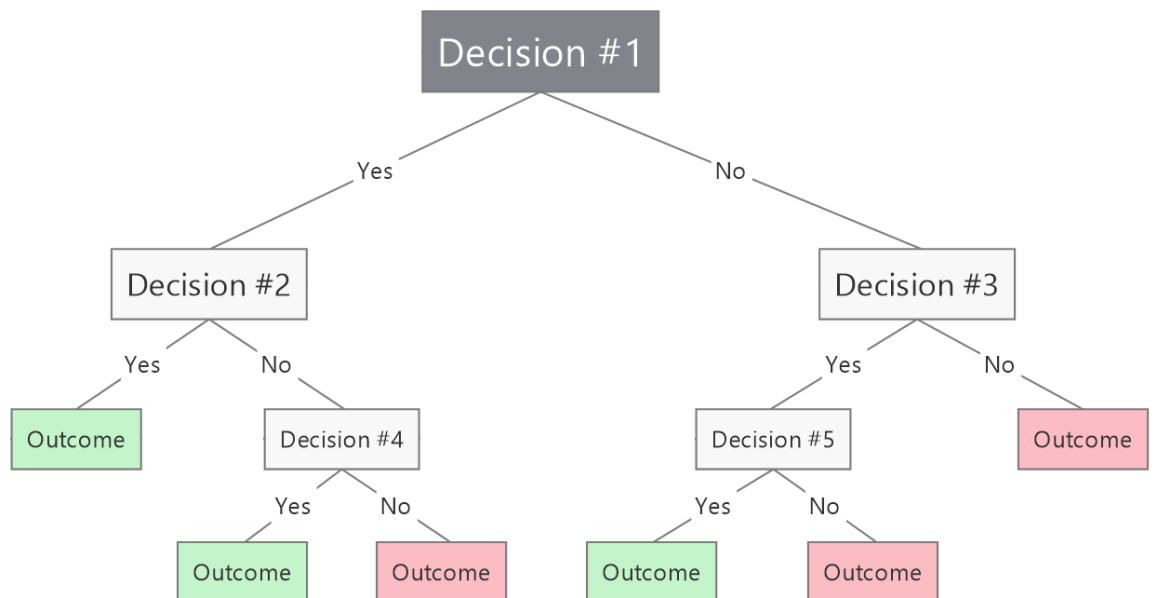 Decision #1
Yes
No
Decision #2
Decision #3
Yes
No
Yes
No
Outcome
Decision #4
Decision #5
Outcome
Yes
No
Yes
No
Outcome
Outcome
Outcome
Outcome